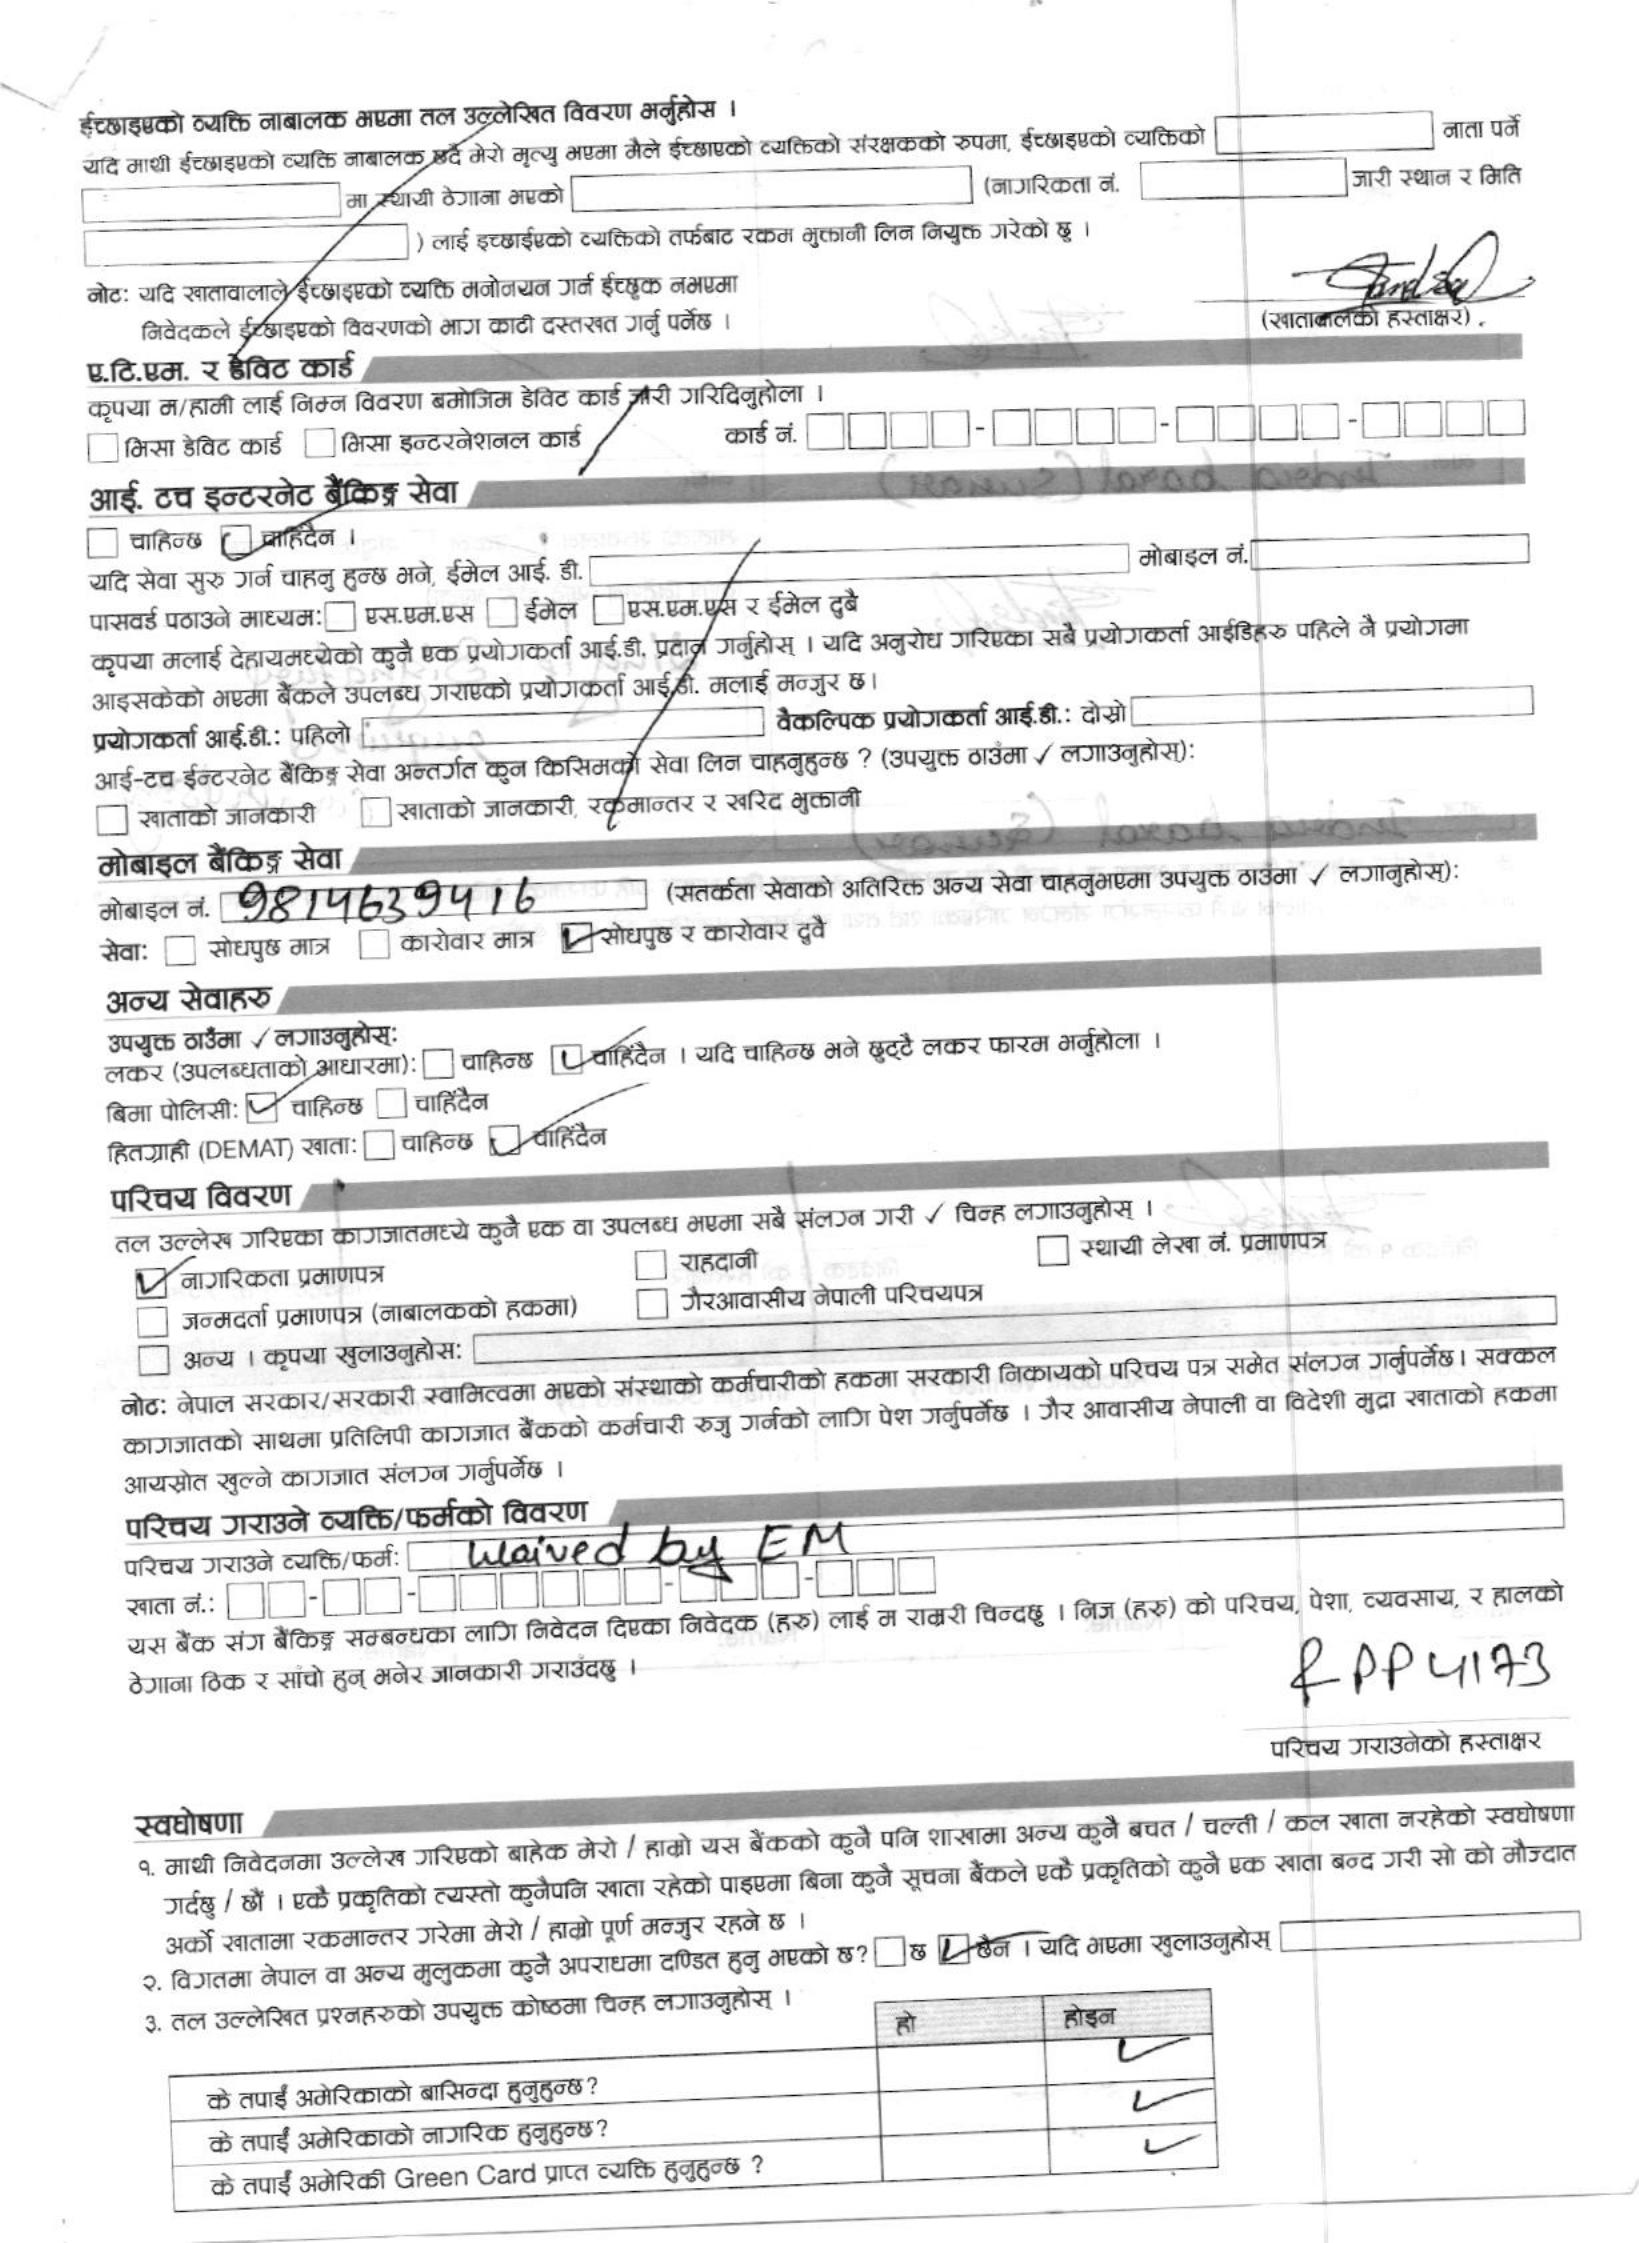 ईच्छाइएको व्यक्ति नाबालक भएमा तल उल्लेखित विवरण भर्नुहोस ।
यदि माथी ईच्छाइएको व्यक्ति नाबालक छदै मेरो मृत्यु भएमा मैले ईच्छाएको व्यक्तिको संरक्षकको रुपमा, ईच्छाइएको व्यक्तिको नाता पर्ने
मा स्थायी ठेगाना भएको (नागरिकता नं. जारी स्थान र मिति
) लाई इच्छाईएको व्यक्तिको तर्फबाट रकम भुक्तानी लिन नियुक्त गरेको छु ।
नोट: यदि खातावालाले ईच्छाइएको व्यक्ति मनोनयन गर्न ईच्छुक नभएमा
निवेदकले ईच्छाइएको विवरणको भाग काटी दस्तखत गर्नु पर्नेछ ।
(खातावालको हस्ताक्षर)
ए.टि.एम. र डेविट कार्ड
कृपया म/हामी लाई निम्न विवरण बमोजिम डेविट कार्ड जारी गरिदिनुहोला ।
भिसा डेविट कार्ड भिसा इन्टरनेशनल कार्ड कार्ड नं. - - -
आई. टच इन्टरनेट बैंकिङ्ग सेवा
चाहिन्छ चाहिंदैन ।
यदि सेवा सुरु गर्न चाहनु हुन्छ भने, ईमेल आई. डी. मोबाइल नं.
पासवर्ड पठाउने माध्यम: एस.एम.एस ईमेल एस.एम.एस र ईमेल दुबै
कृपया मलाई देहायमध्येको कुनै एक प्रयोगकर्ता आई.डी. प्रदान गर्नुहोस् । यदि अनुरोध गरिएका सबै प्रयोगकर्ता आईडिहरु पहिले नै प्रयोगमा
आइसकेको भएमा बैंकले उपलब्ध गराएको प्रयोगकर्ता आई.डी. मलाई मन्जुर छ।
प्रयोगकर्ता आई.डी.: पहिलो वैकल्पिक प्रयोगकर्ता आई.डी.: दोस्रो
आई-टच ईन्टरनेट बैंकिङ्ग सेवा अन्तर्गत कुन किसिमको सेवा लिन चाहनुहुन्छ ? (उपयुक्त ठाउँमा ✓ लगाउनुहोस्):
खाताको जानकारी खाताको जानकारी, रकमान्तर र खरिद भुक्तानी
मोबाइल बैंकिङ्ग सेवा
मोबाइल नं. 9814639416 (सतर्कता सेवाको अतिरिक्त अन्य सेवा चाहनुभएमा उपयुक्त ठाउँमा ✓ लगानुहोस्):
सेवा: सोधपुछ मात्र कारोवार मात्र सोधपुछ र कारोवार दुवै
अन्य सेवाहरु
उपयुक्त ठाउँमा ✓ लगाउनुहोस्:
लकर (उपलब्धताको आधारमा): चाहिन्छ चाहिंदैन । यदि चाहिन्छ भने छुट्टै लकर फारम भर्नुहोला ।
बिमा पोलिसी: चाहिन्छ चाहिंदैन
हितग्राही (DEMAT) खाता: चाहिन्छ चाहिंदैन
परिचय विवरण
तल उल्लेख गरिएका कागजातमध्ये कुनै एक वा उपलब्ध भएमा सबै संलग्न गरी ✓ चिन्ह लगाउनुहोस् ।
नागरिकता प्रमाणपत्र राहदानी स्थायी लेखा नं. प्रमाणपत्र
जन्मदर्ता प्रमाणपत्र (नाबालकको हकमा) गैरआवासीय नेपाली परिचयपत्र
अन्य । कृपया खुलाउनुहोस:
नोट: नेपाल सरकार/सरकारी स्वामित्वमा भएको संस्थाको कर्मचारीको हकमा सरकारी निकायको परिचय पत्र समेत संलग्न गर्नुपर्नेछ। सक्कल
कागजातको साथमा प्रतिलिपी कागजात बैंकको कर्मचारी रुजु गर्नको लागि पेश गर्नुपर्नेछ । गैर आवासीय नेपाली वा विदेशी मुद्रा खाताको हकमा
आयस्रोत खुल्ने कागजात संलग्न गर्नुपर्नेछ ।
परिचय गराउने व्यक्ति/फर्मको विवरण
परिचय गराउने व्यक्ति/फर्म: Waived by EM
खाता नं.: - - - -
यस बैंक संग बैंकिङ्ग सम्बन्धका लागि निवेदन दिएका निवेदक (हरु) लाई म राम्ररी चिन्दछु । निज (हरु) को परिचय, पेशा, व्यवसाय, र हालको
ठेगाना ठिक र सांचो हुन् भनेर जानकारी गराउंदछु ।
PP4173
परिचय गराउनेको हस्ताक्षर
स्वघोषणा
१. माथी निवेदनमा उल्लेख गरिएको बाहेक मेरो / हाम्रो यस बैंकको कुनै पनि शाखामा अन्य कुनै बचत / चल्ती / कल खाता नरहेको स्वघोषणा
गर्दछु / छौं । एकै प्रकृतिको त्यस्तो कुनैपनि खाता रहेको पाइएमा बिना कुनै सूचना बैंकले एकै प्रकृतिको कुनै एक खाता बन्द गरी सो को मौज्दात
अर्को खातामा रकमान्तर गरेमा मेरो / हाम्रो पूर्ण मन्जुर रहने छ ।
२. विगतमा नेपाल वा अन्य मुलुकमा कुनै अपराधमा दण्डित हुनु भएको छ? छ छैन । यदि भएमा खुलाउनुहोस्
३. तल उल्लेखित प्रश्नहरुको उपयुक्त कोष्ठमा चिन्ह लगाउनुहोस् ।
हो होइन
के तपाईं अमेरिकाको बासिन्दा हुनुहुन्छ?
के तपाईं अमेरिकाको नागरिक हुनुहुन्छ?
के तपाईं अमेरिकी Green Card प्राप्त व्यक्ति हुनुहुन्छ ?